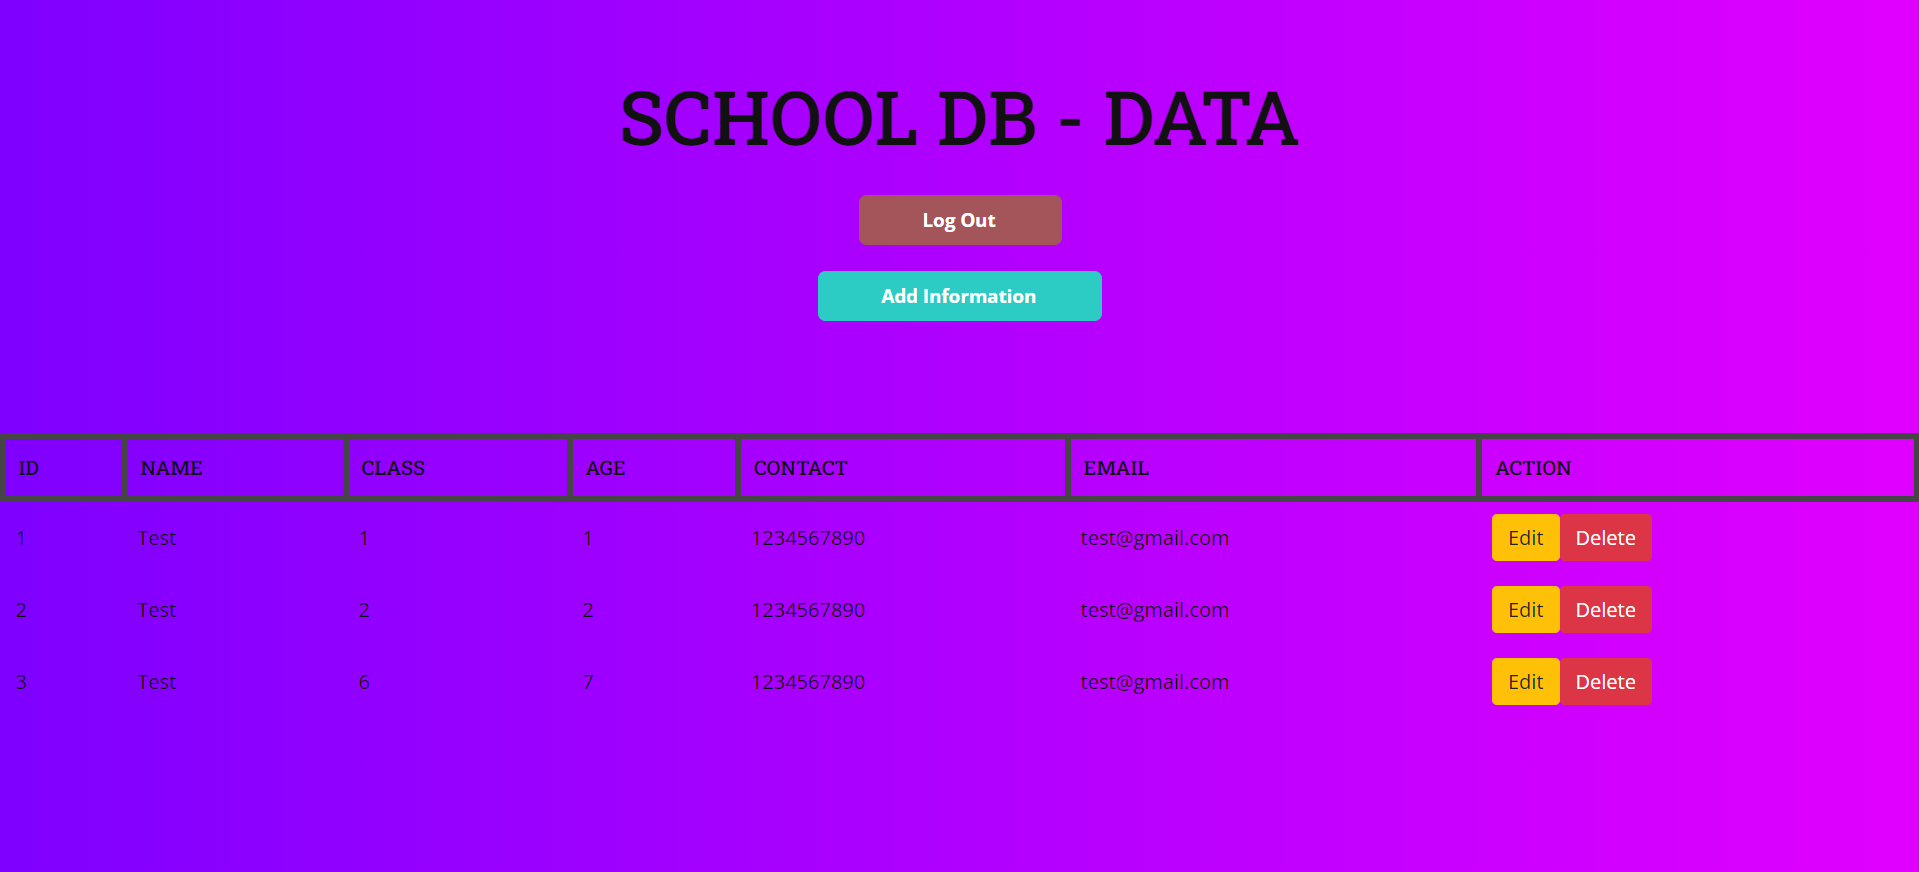 SCHOOL DB - DATA
Log Out
Add Information
ID NAME CLASS AGE CONTACT EMAIL ACTION
1 Test 1 1 1234567890 test@gmail.com Edit Delete
2 Test 2 2 1234567890 test@gmail.com Edit Delete
3 Test 6 7 1234567890 test@gmail.com Edit Delete